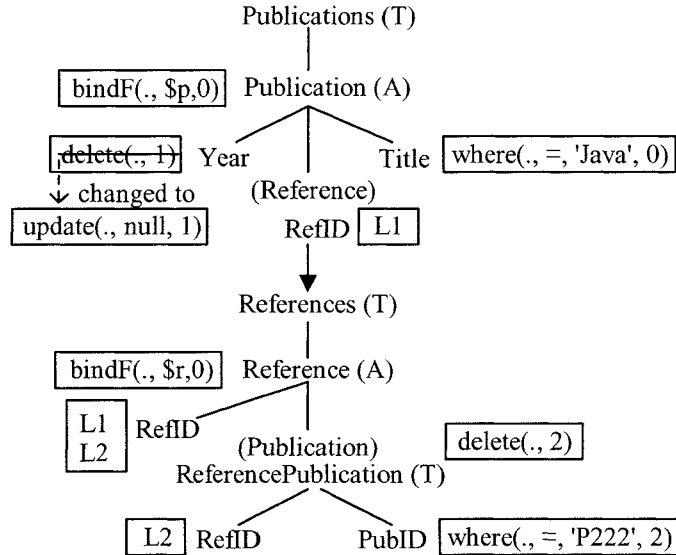 Publications (T)
bindF(., $p,0) Publication (A)
delete(., 1) Year Title where(., =, 'Java', 0)
changed to (Reference)
update(., null, 1) RefID L1
References (T)
bindF(., $r,0) Reference (A)
L1
L2 RefID
(Publication) delete(., 2)
ReferencePublication (T)
L2 RefID PubID where(., =, 'P222', 2)